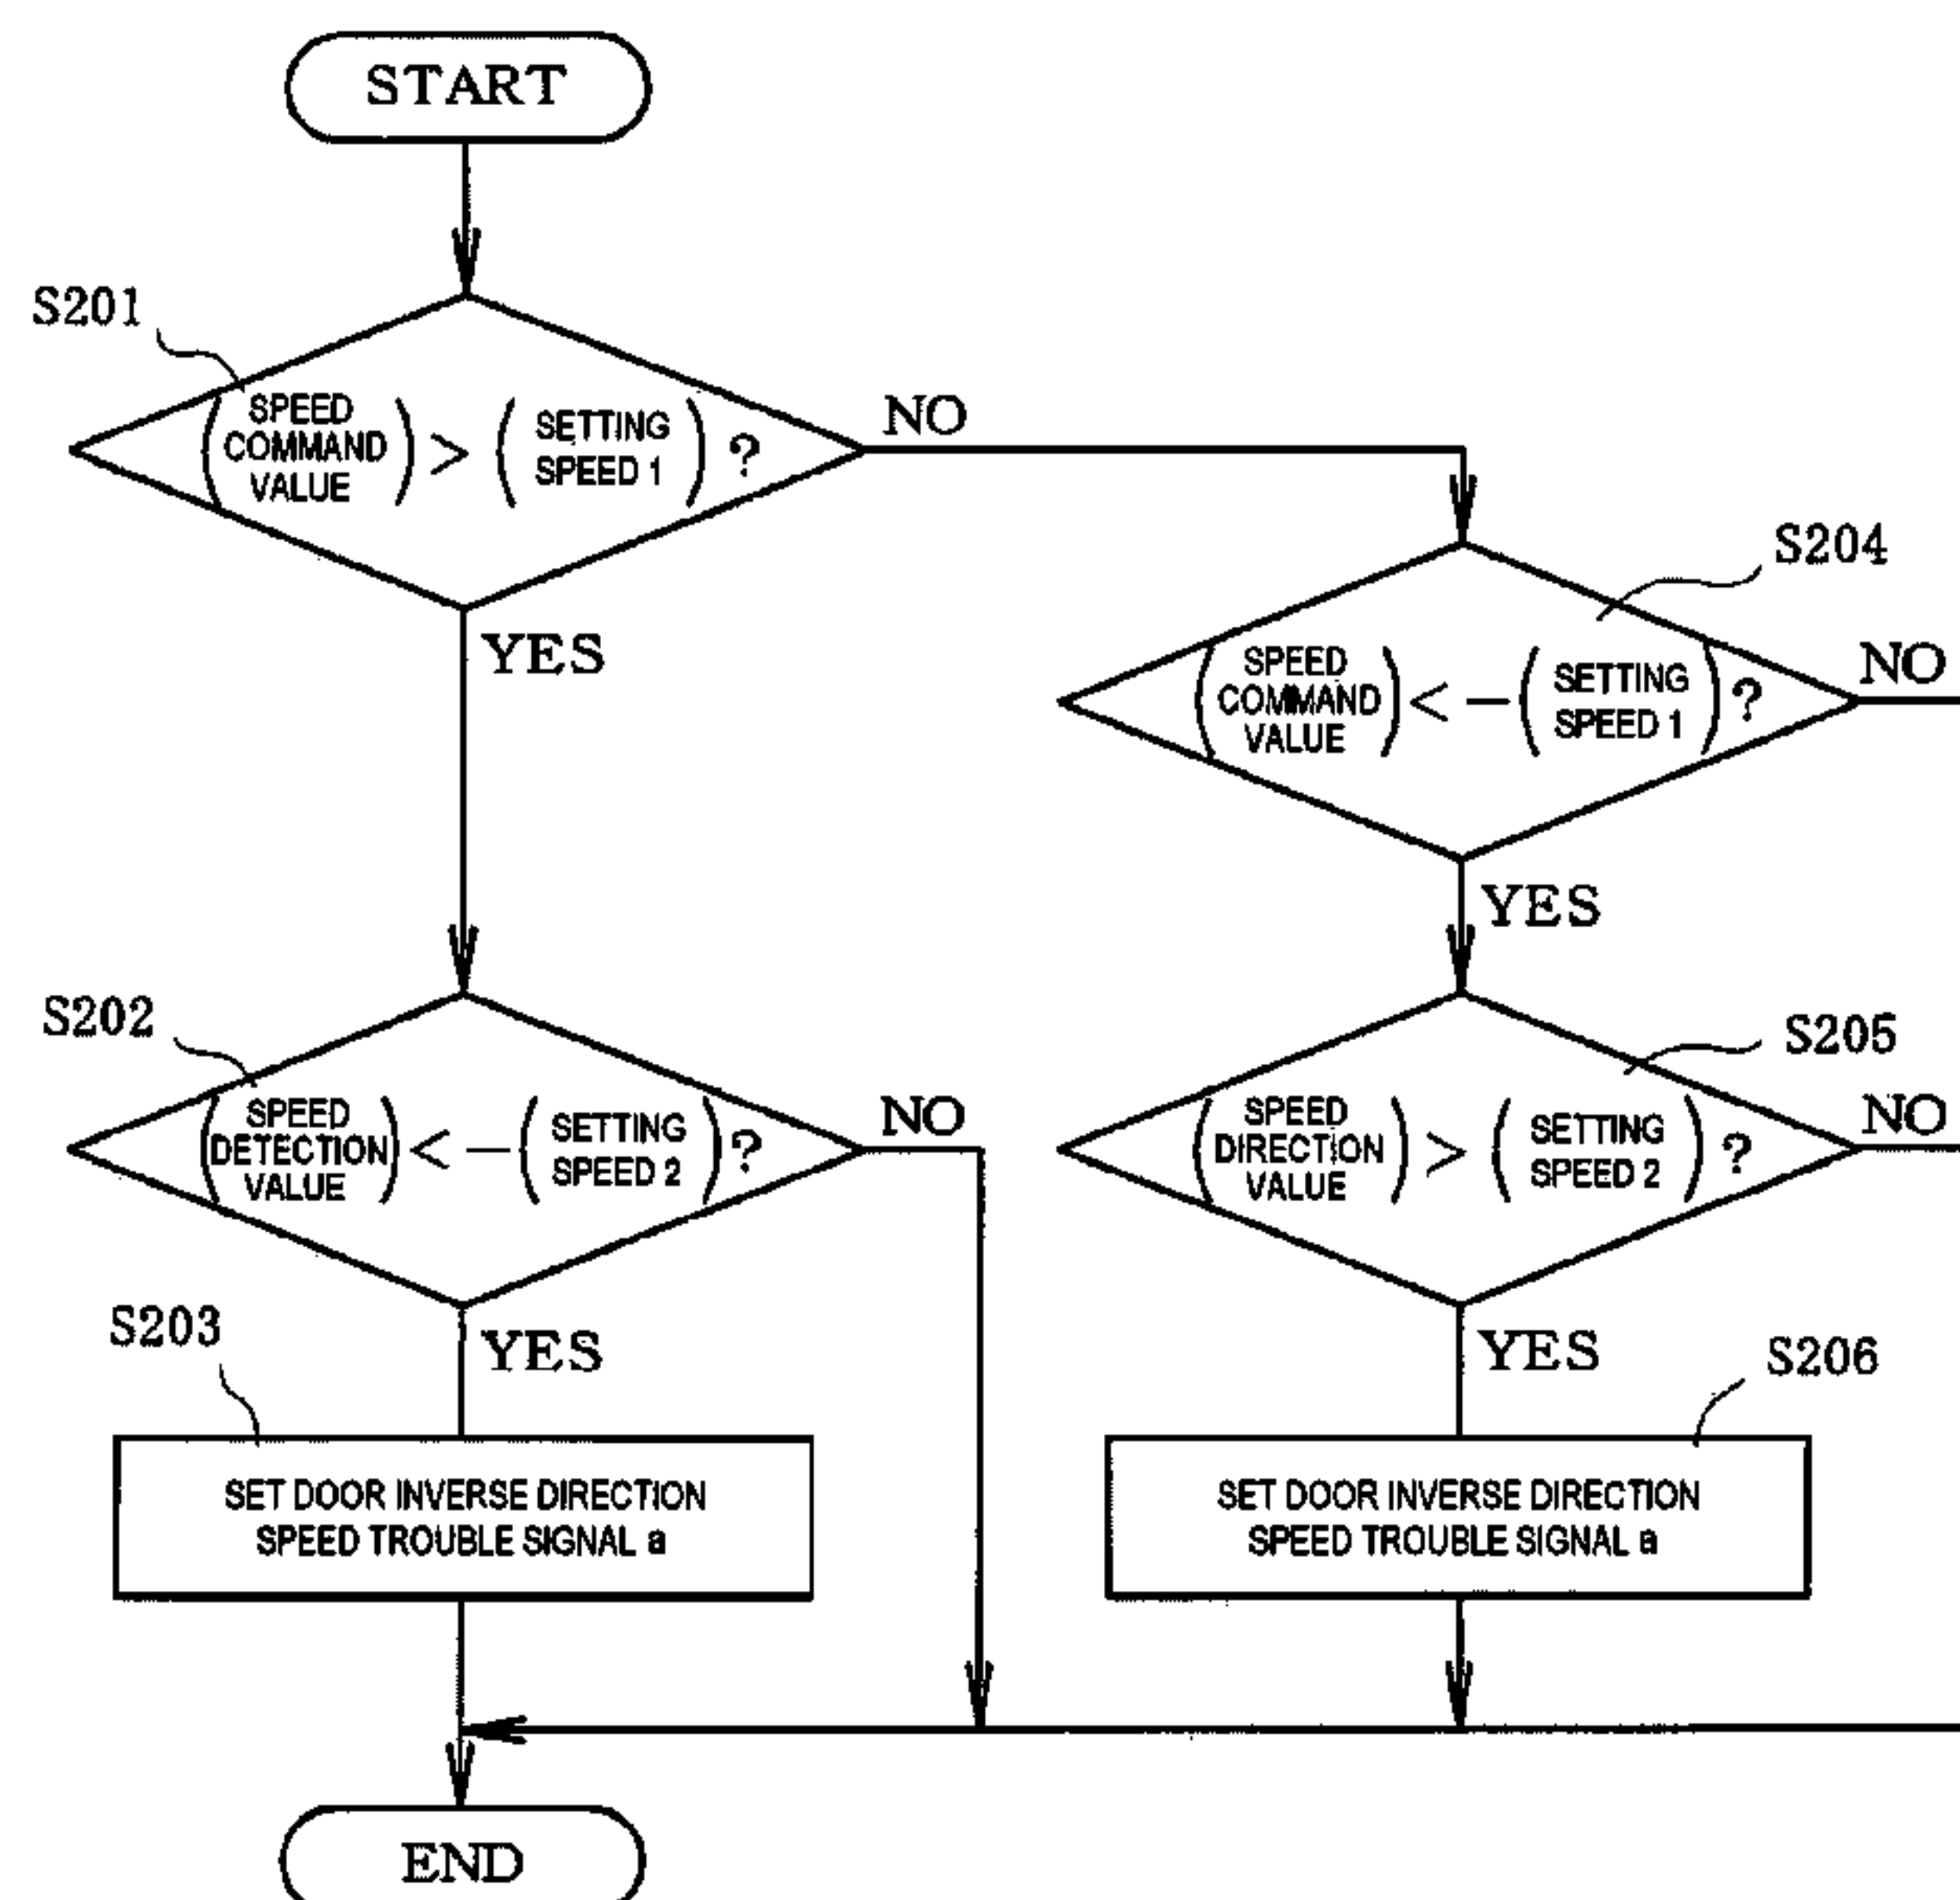 START
S201
( SPEED COMMAND VALUE ) > ( SETTING SPEED 1 ) ?
NO
YES
S204
( SPEED COMMAND VALUE ) < − ( SETTING SPEED 1 ) ?
NO
YES
S202
( SPEED DETECTION VALUE ) < − ( SETTING SPEED 2 ) ?
NO
YES
S205
( SPEED DIRECTION VALUE ) > ( SETTING SPEED 2 ) ?
NO
YES
S203
SET DOOR INVERSE DIRECTION
SPEED TROUBLE SIGNAL a
S206
SET DOOR INVERSE DIRECTION
SPEED TROUBLE SIGNAL a
END